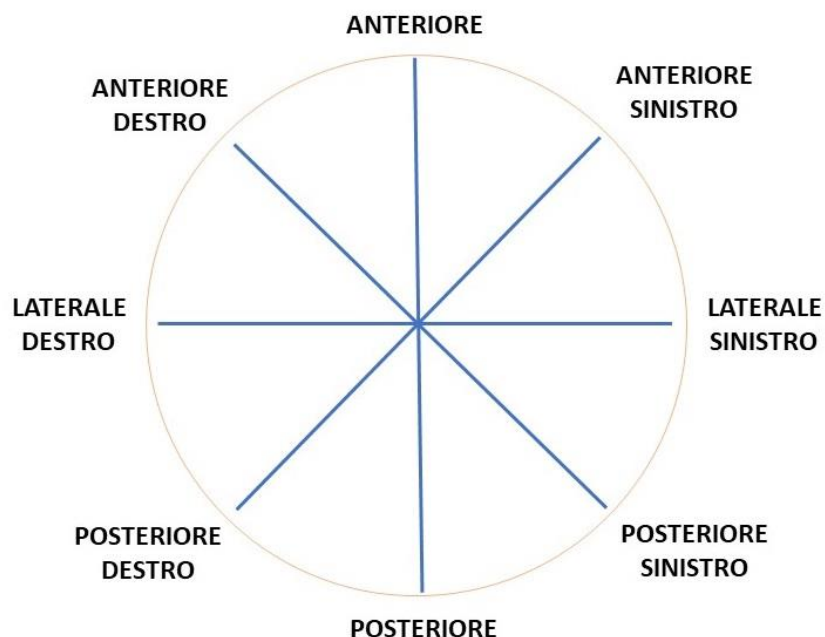 ANTERIORE
ANTERIORE
DESTRO
ANTERIORE
SINISTRO
LATERALE
DESTRO
LATERALE
SINISTRO
POSTERIORE
DESTRO
POSTERIORE
SINISTRO
POSTERIORE